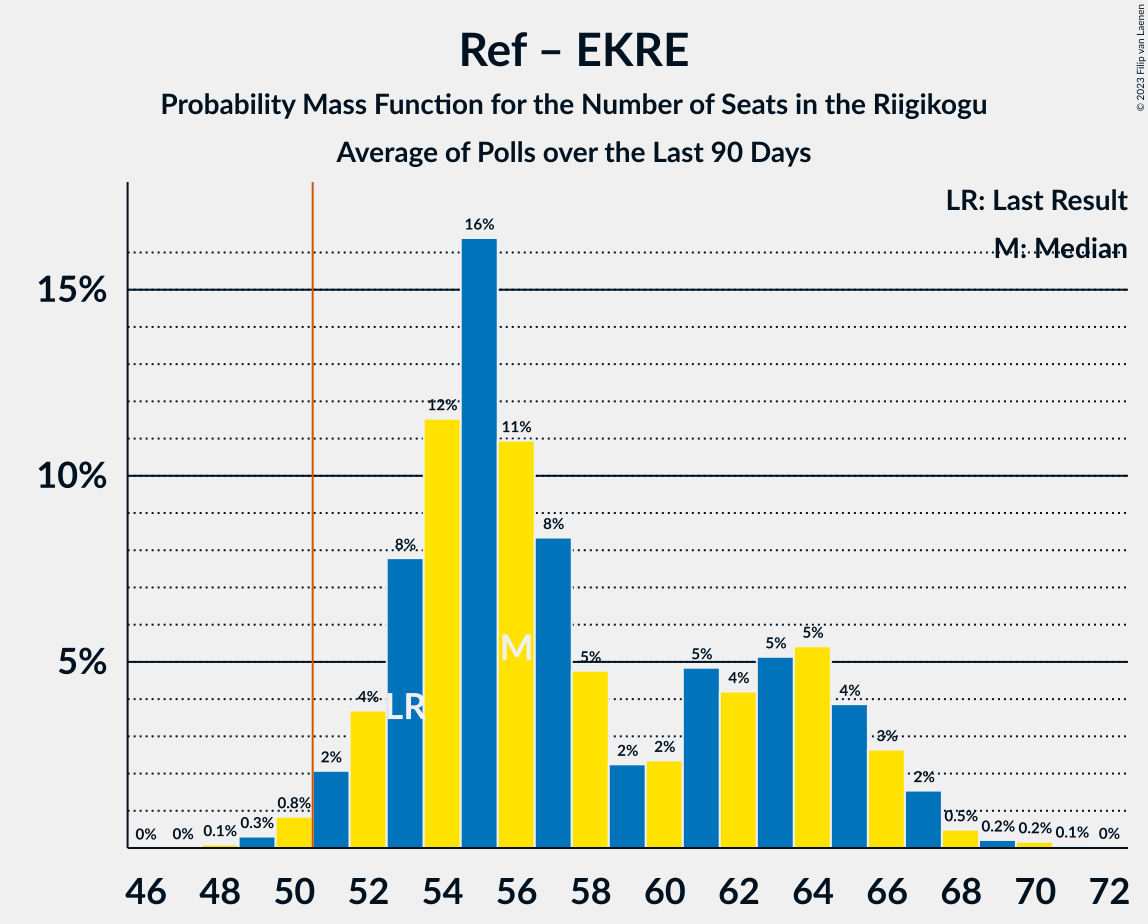 Ref – EKRE
Probability Mass Function for the Number of Seats in the Riigikogu
Average of Polls over the Last 90 Days
© 2023 Filip van Laenen
LR: Last Result
M: Median
15%
10%
5%
0% 0% 0.1% 0.3% 0.8% 2% 4% 8% 12% 16% 11% 8% 5% 2% 2% 5% 4% 5% 5% 4% 3% 2% 0.5% 0.2% 0.2% 0.1% 0%
LR
M
46 48 50 52 54 56 58 60 62 64 66 68 70 72